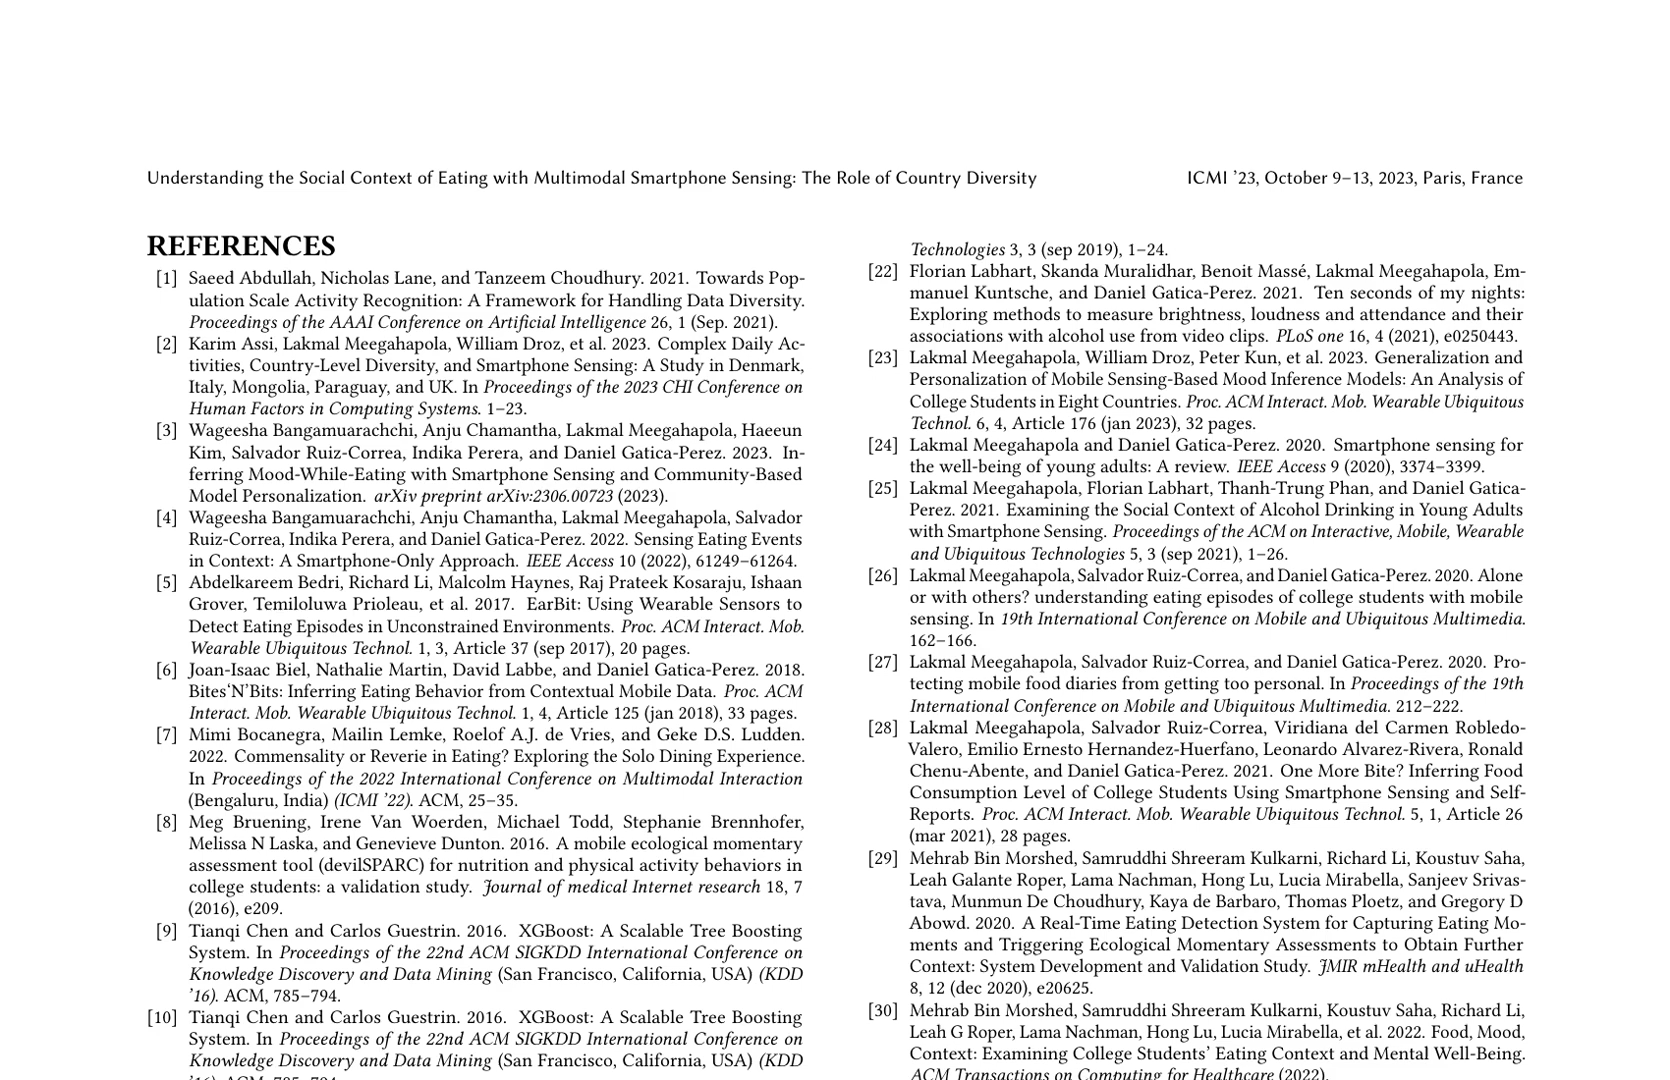 Understanding the Social Context of Eating with Multimodal Smartphone Sensing: The Role of Country Diversity
ICMI ’23, October 9–13, 2023, Paris, France
REFERENCES
[1] Saeed Abdullah, Nicholas Lane, and Tanzeem Choudhury. 2021. Towards Pop-
ulation Scale Activity Recognition: A Framework for Handling Data Diversity.
Proceedings of the AAAI Conference on Artificial Intelligence 26, 1 (Sep. 2021).
[2] Karim Assi, Lakmal Meegahapola, William Droz, et al. 2023. Complex Daily Ac-
tivities, Country-Level Diversity, and Smartphone Sensing: A Study in Denmark,
Italy, Mongolia, Paraguay, and UK. In Proceedings of the 2023 CHI Conference on
Human Factors in Computing Systems. 1–23.
[3] Wageesha Bangamuarachchi, Anju Chamantha, Lakmal Meegahapola, Haeeun
Kim, Salvador Ruiz-Correa, Indika Perera, and Daniel Gatica-Perez. 2023. In-
ferring Mood-While-Eating with Smartphone Sensing and Community-Based
Model Personalization. arXiv preprint arXiv:2306.00723 (2023).
[4] Wageesha Bangamuarachchi, Anju Chamantha, Lakmal Meegahapola, Salvador
Ruiz-Correa, Indika Perera, and Daniel Gatica-Perez. 2022. Sensing Eating Events
in Context: A Smartphone-Only Approach. IEEE Access 10 (2022), 61249–61264.
[5] Abdelkareem Bedri, Richard Li, Malcolm Haynes, Raj Prateek Kosaraju, Ishaan
Grover, Temiloluwa Prioleau, et al. 2017. EarBit: Using Wearable Sensors to
Detect Eating Episodes in Unconstrained Environments. Proc. ACM Interact. Mob.
Wearable Ubiquitous Technol. 1, 3, Article 37 (sep 2017), 20 pages.
[6] Joan-Isaac Biel, Nathalie Martin, David Labbe, and Daniel Gatica-Perez. 2018.
Bites‘N’Bits: Inferring Eating Behavior from Contextual Mobile Data. Proc. ACM
Interact. Mob. Wearable Ubiquitous Technol. 1, 4, Article 125 (jan 2018), 33 pages.
[7] Mimi Bocanegra, Mailin Lemke, Roelof A.J. de Vries, and Geke D.S. Ludden.
2022. Commensality or Reverie in Eating? Exploring the Solo Dining Experience.
In Proceedings of the 2022 International Conference on Multimodal Interaction
(Bengaluru, India) (ICMI ’22). ACM, 25–35.
[8] Meg Bruening, Irene Van Woerden, Michael Todd, Stephanie Brennhofer,
Melissa N Laska, and Genevieve Dunton. 2016. A mobile ecological momentary
assessment tool (devilSPARC) for nutrition and physical activity behaviors in
college students: a validation study. Journal of medical Internet research 18, 7
(2016), e209.
[9] Tianqi Chen and Carlos Guestrin. 2016. XGBoost: A Scalable Tree Boosting
System. In Proceedings of the 22nd ACM SIGKDD International Conference on
Knowledge Discovery and Data Mining (San Francisco, California, USA) (KDD
’16). ACM, 785–794.
[10] Tianqi Chen and Carlos Guestrin. 2016. XGBoost: A Scalable Tree Boosting
System. In Proceedings of the 22nd ACM SIGKDD International Conference on
Knowledge Discovery and Data Mining (San Francisco, California, USA) (KDD
’16). ACM, 785–794.
Technologies 3, 3 (sep 2019), 1–24.
[22] Florian Labhart, Skanda Muralidhar, Benoit Massé, Lakmal Meegahapola, Em-
manuel Kuntsche, and Daniel Gatica-Perez. 2021. Ten seconds of my nights:
Exploring methods to measure brightness, loudness and attendance and their
associations with alcohol use from video clips. PLoS one 16, 4 (2021), e0250443.
[23] Lakmal Meegahapola, William Droz, Peter Kun, et al. 2023. Generalization and
Personalization of Mobile Sensing-Based Mood Inference Models: An Analysis of
College Students in Eight Countries. Proc. ACM Interact. Mob. Wearable Ubiquitous
Technol. 6, 4, Article 176 (jan 2023), 32 pages.
[24] Lakmal Meegahapola and Daniel Gatica-Perez. 2020. Smartphone sensing for
the well-being of young adults: A review. IEEE Access 9 (2020), 3374–3399.
[25] Lakmal Meegahapola, Florian Labhart, Thanh-Trung Phan, and Daniel Gatica-
Perez. 2021. Examining the Social Context of Alcohol Drinking in Young Adults
with Smartphone Sensing. Proceedings of the ACM on Interactive, Mobile, Wearable
and Ubiquitous Technologies 5, 3 (sep 2021), 1–26.
[26] Lakmal Meegahapola, Salvador Ruiz-Correa, and Daniel Gatica-Perez. 2020. Alone
or with others? understanding eating episodes of college students with mobile
sensing. In 19th International Conference on Mobile and Ubiquitous Multimedia.
162–166.
[27] Lakmal Meegahapola, Salvador Ruiz-Correa, and Daniel Gatica-Perez. 2020. Pro-
tecting mobile food diaries from getting too personal. In Proceedings of the 19th
International Conference on Mobile and Ubiquitous Multimedia. 212–222.
[28] Lakmal Meegahapola, Salvador Ruiz-Correa, Viridiana del Carmen Robledo-
Valero, Emilio Ernesto Hernandez-Huerfano, Leonardo Alvarez-Rivera, Ronald
Chenu-Abente, and Daniel Gatica-Perez. 2021. One More Bite? Inferring Food
Consumption Level of College Students Using Smartphone Sensing and Self-
Reports. Proc. ACM Interact. Mob. Wearable Ubiquitous Technol. 5, 1, Article 26
(mar 2021), 28 pages.
[29] Mehrab Bin Morshed, Samruddhi Shreeram Kulkarni, Richard Li, Koustuv Saha,
Leah Galante Roper, Lama Nachman, Hong Lu, Lucia Mirabella, Sanjeev Srivas-
tava, Munmun De Choudhury, Kaya de Barbaro, Thomas Ploetz, and Gregory D
Abowd. 2020. A Real-Time Eating Detection System for Capturing Eating Mo-
ments and Triggering Ecological Momentary Assessments to Obtain Further
Context: System Development and Validation Study. JMIR mHealth and uHealth
8, 12 (dec 2020), e20625.
[30] Mehrab Bin Morshed, Samruddhi Shreeram Kulkarni, Koustuv Saha, Richard Li,
Leah G Roper, Lama Nachman, Hong Lu, Lucia Mirabella, et al. 2022. Food, Mood,
Context: Examining College Students’ Eating Context and Mental Well-Being.
ACM Transactions on Computing for Healthcare (2022).